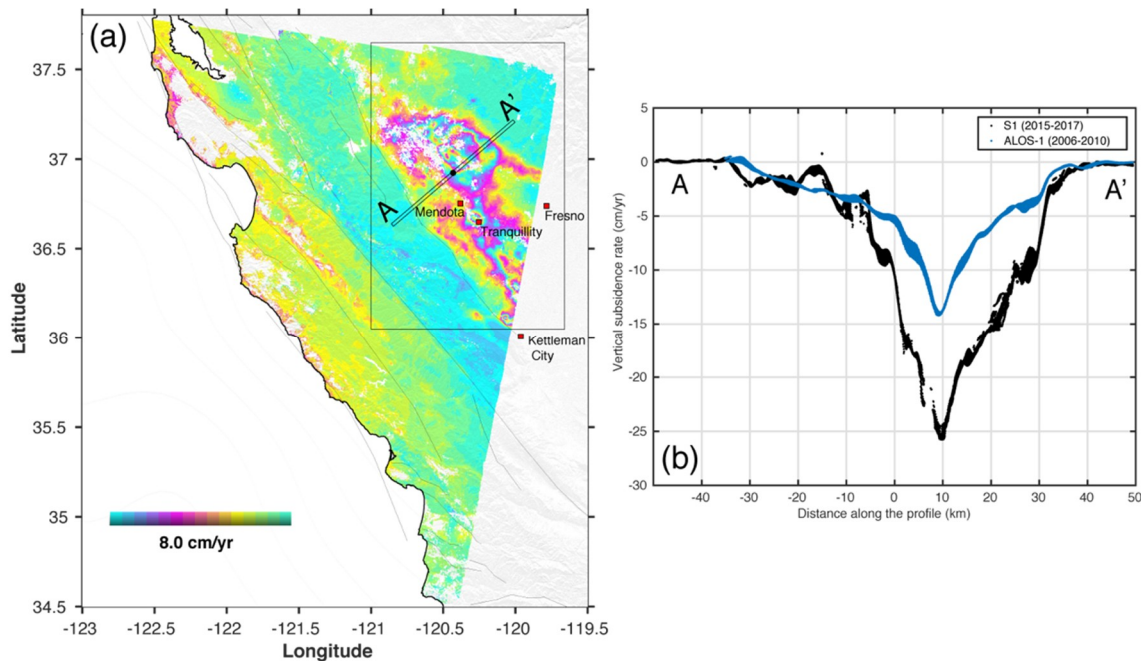 (a)
37.5
37
36.5
36
35.5
35
34.5
Latitude
-123
-122.5
-122
-121.5
-121
-120.5
-120
-119.5
Longitude
A
A'
Mendota
Fresno
Tranquillity
Kettleman
City
8.0 cm/yr
5
0
-5
-10
-15
-20
-25
-30
Vertical subsidence rate (cm/yr)
S1 (2015-2017)
ALOS-1 (2006-2010)
A
A'
(b)
-40
-30
-20
-10
0
10
20
30
40
50
Distance along the profile (km)